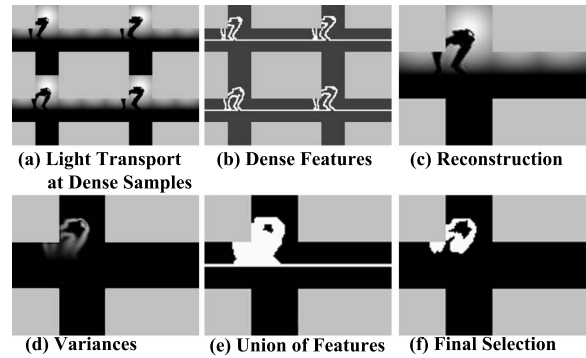 (a) Light Transport
at Dense Samples
(b) Dense Features
(c) Reconstruction
(d) Variances
(e) Union of Features
(f) Final Selection